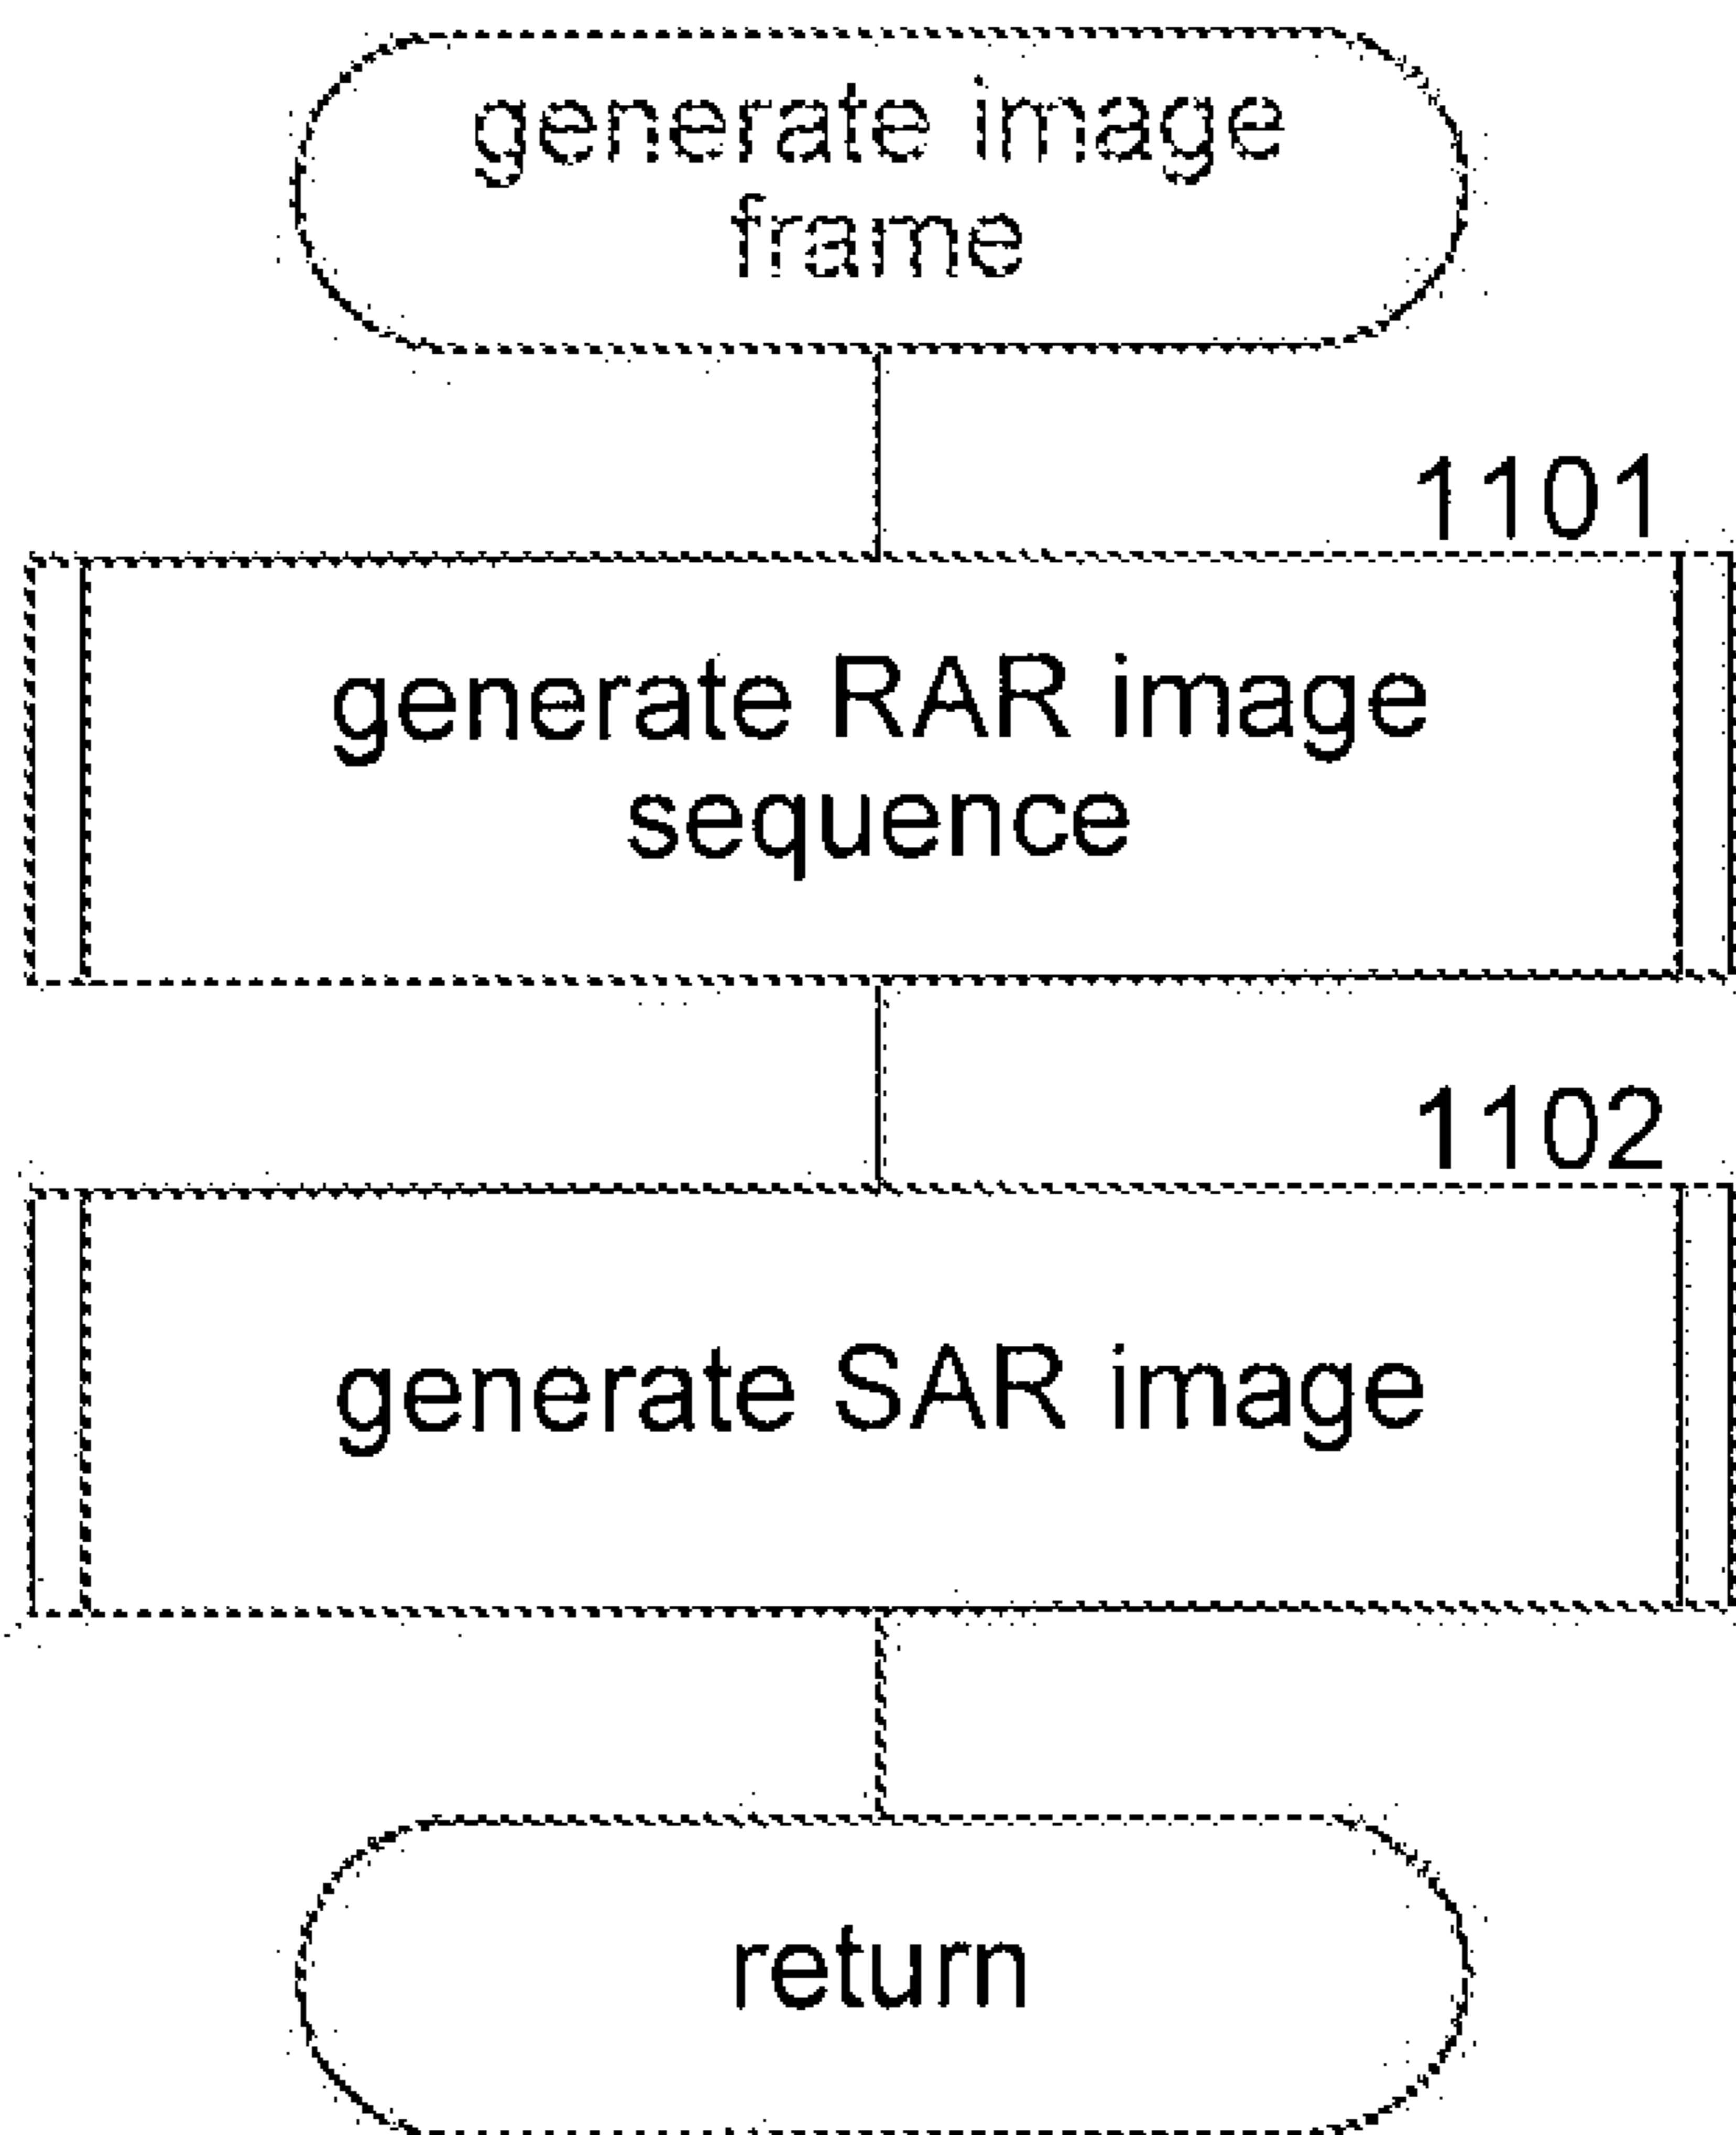 generate image
frame
1101
generate RAR image
sequence
1102
generate SAR image
return